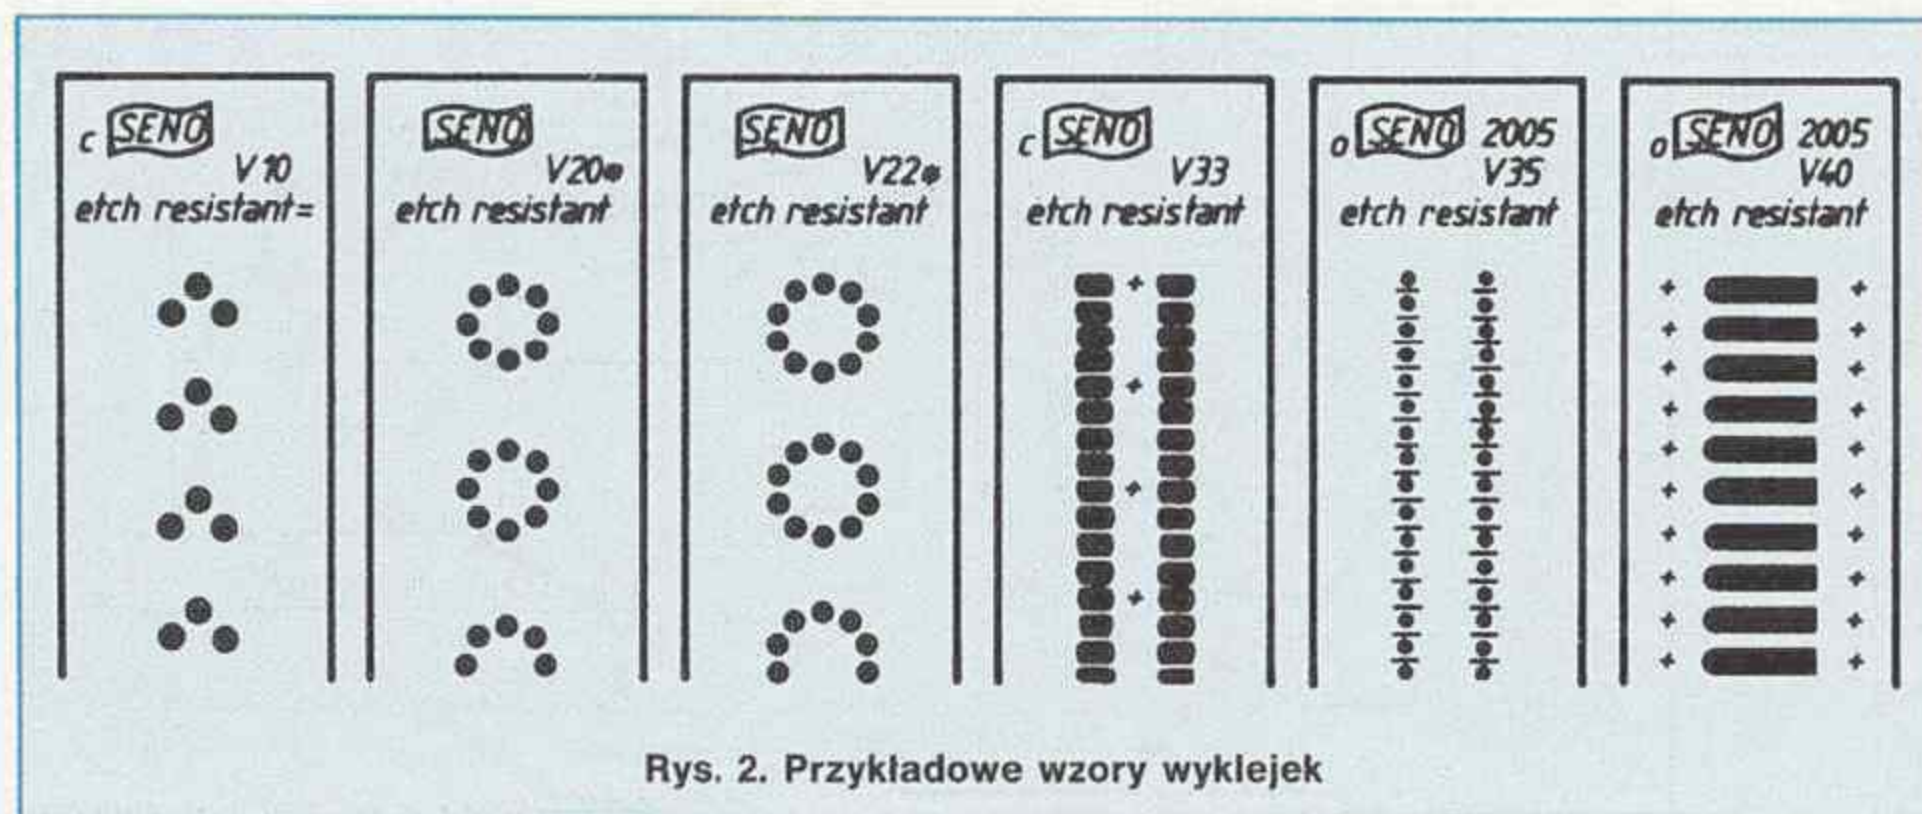 c SENO
V10
etch resistant=
SENO
V20
etch resistant
SENO
V22
etch resistant
c SENO
V33
etch resistant
o SENO 2005
V35
etch resistant
o SENO 2005
V40
etch resistant
Rys. 2. Przykładowe wzory wyklejek